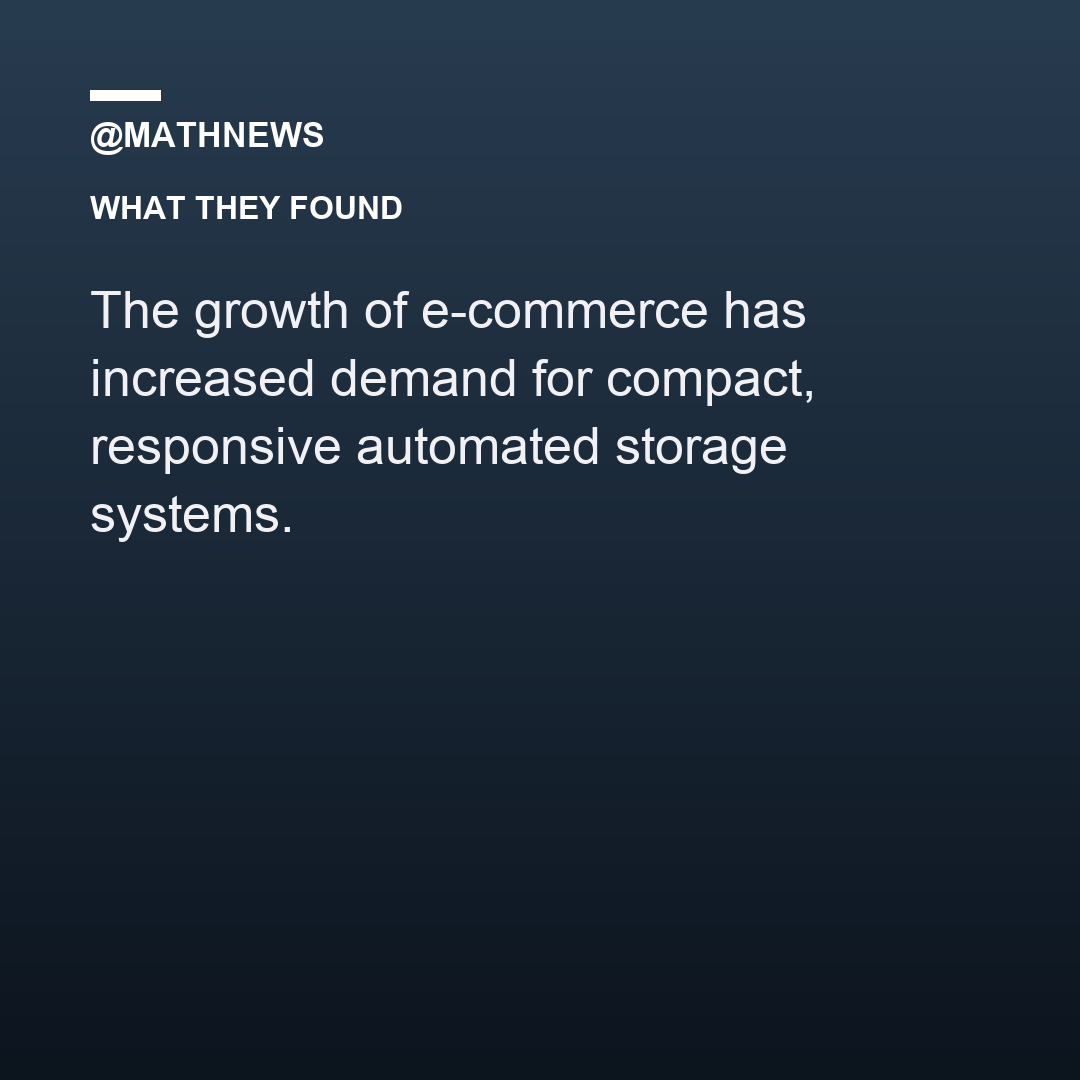 @MATHNEWS
WHAT THEY FOUND
The growth of e-commerce has
increased demand for compact,
responsive automated storage
systems.